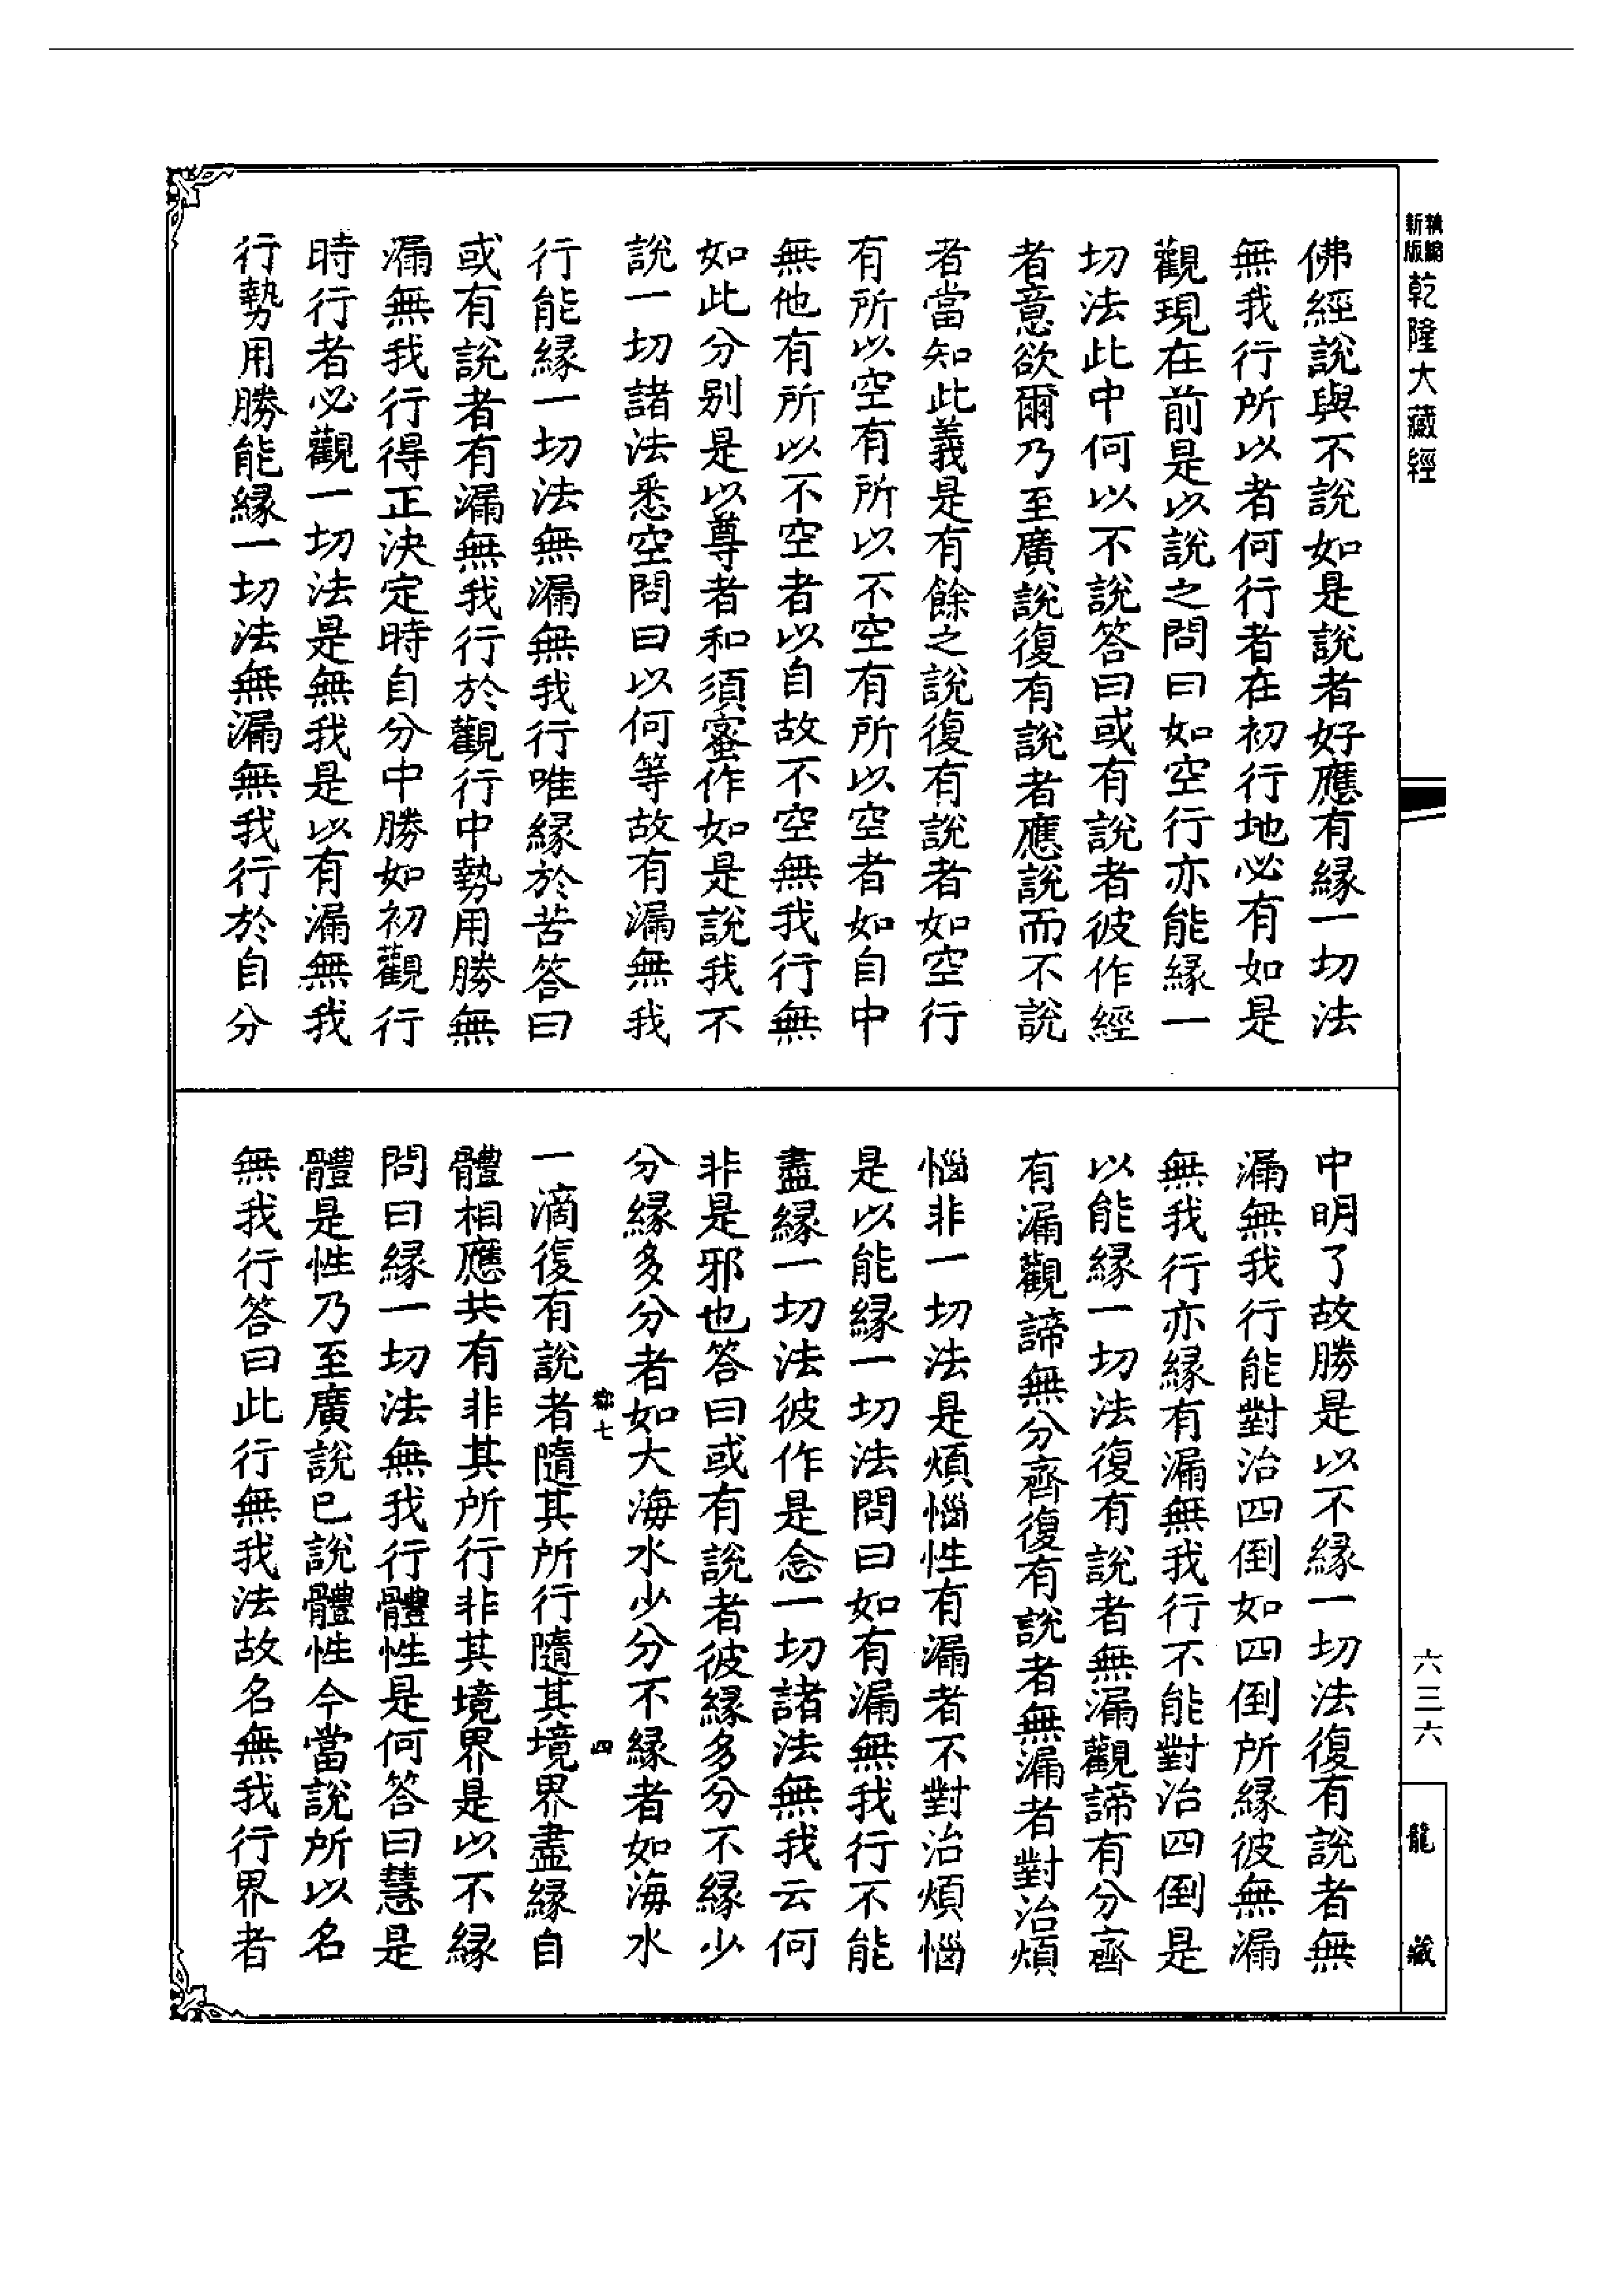 新版 乾隆大藏經
佛經說與不說如是說者好應有緣一切法
無我行所以者何行者在初行地必有如是
觀現在前是以說之問曰如空行亦能緣一
切法此中何以不說答曰或有說者彼作經
者意欲爾乃至廣說復有說者應說而不說
者當知此義是有餘之說復有說者如空行
有所以空有所以不空有所以空者如自中
無他有所以不空者以自故不空無我行無
如此分別是以尊者和須蜜作如是說我不
說一切諸法悉空問曰以何等故有漏無我
行能緣一切法無漏無我行唯緣於苦答曰
或有說者有漏無我行於觀行中勢用勝無
漏無我行得正決定時自分中勝如初觀行
時行者必觀一切法是無我是以有漏無我
行勢用勝能緣一切法無漏無我行於自分
中明了故勝是以不緣一切法復有說者無
漏無我行能對治四倒如四倒所緣彼無漏
無我行亦緣有漏無我行不能對治四倒是
以能緣一切法復有說者無漏觀諦有分齊
有漏觀諦無分齊復有說者無漏者對治煩
惱非一切法是煩惱性有漏者不對治煩惱
是以能緣一切法問曰如有漏無我行不能
盡緣一切法彼作是念一切諸法無我云何
非是邪也答曰或有說者彼緣多分不緣少
分緣多分者如大海水少分不緣者如海水
一滴復有說者隨其所行隨其境界盡緣自
體相應共有非其所行非其境界是以不緣
問曰緣一切法無我行體性是何答曰慧是
體是性乃至廣說已說體性今當說所以名
無我行答曰此行無我法故名無我行界者
七
四
六三六
龍
藏